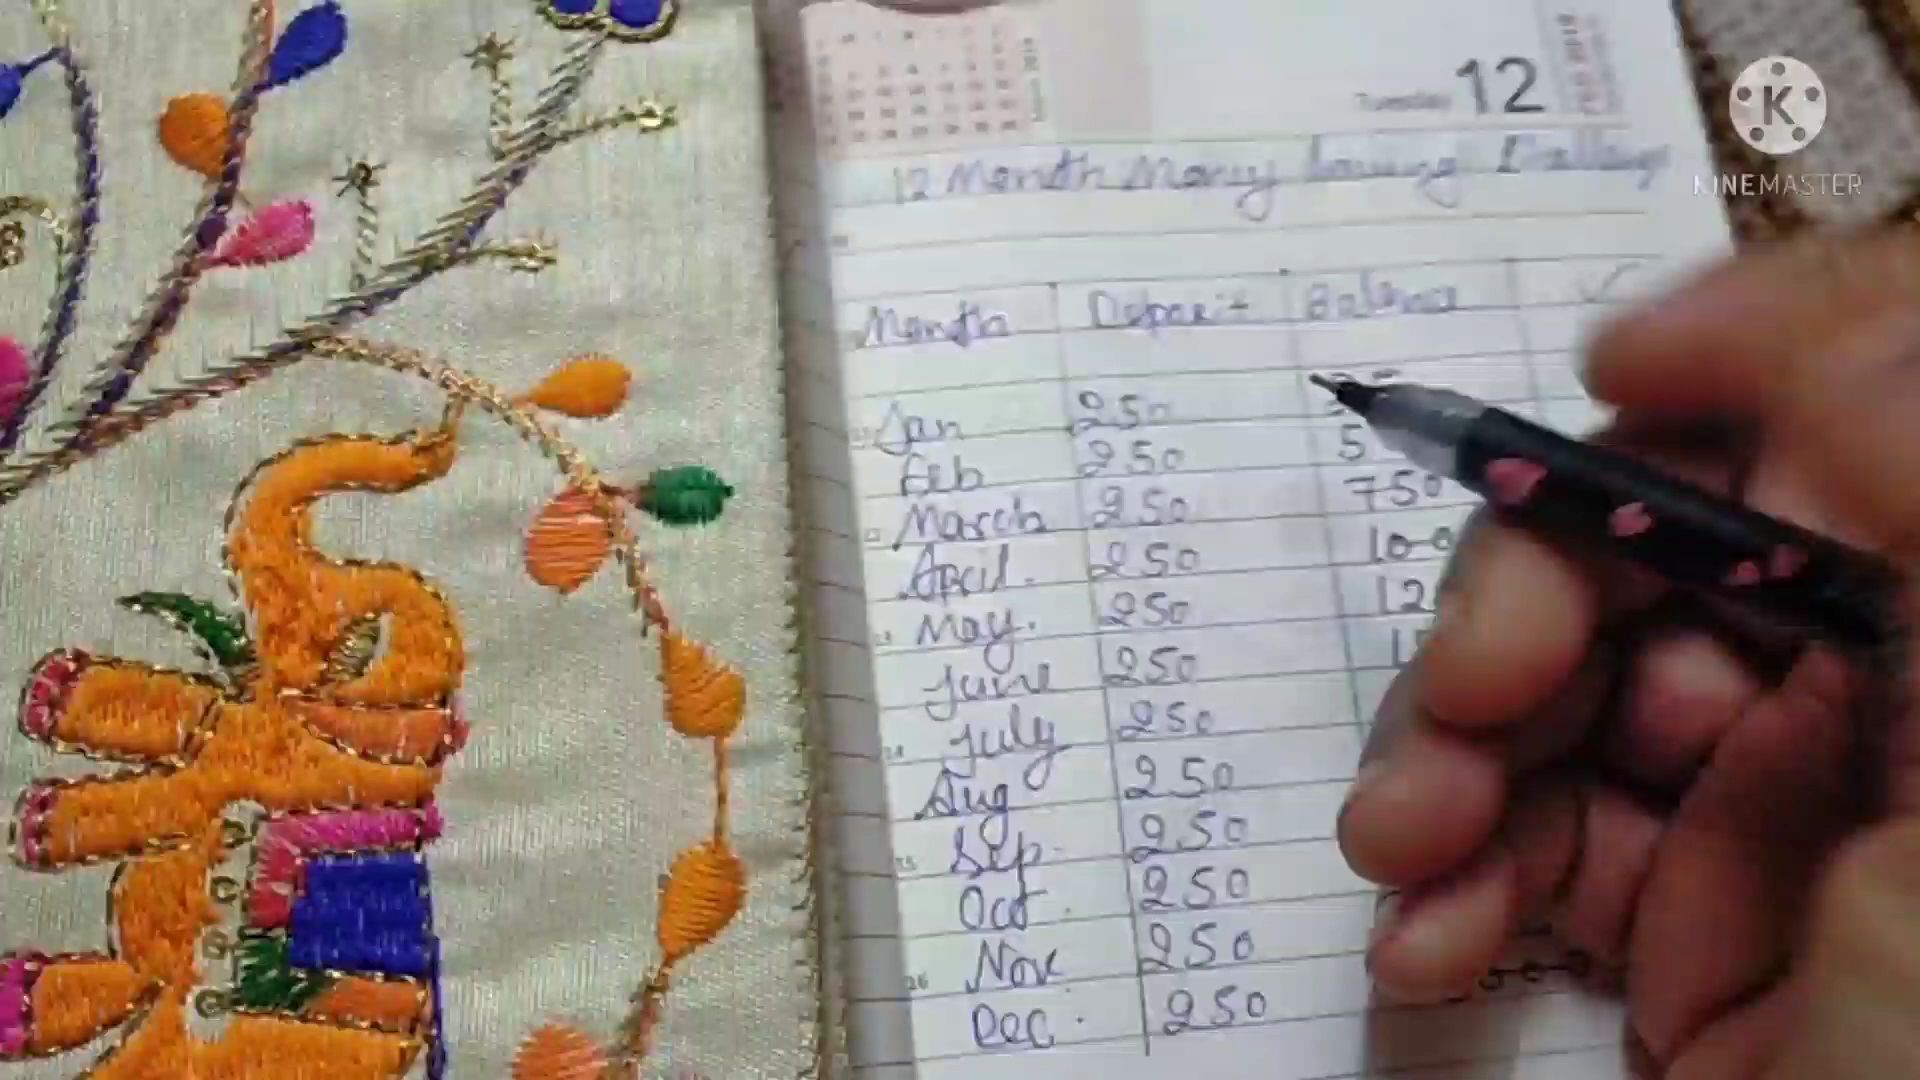 Tuesday 12
KINEMASTER
12 Month Money Saving Challenge
Month Deposit Balance ✓
Jan 250
Feb 250
March 250 750
April. 250
May. 250
June 250
July 250
Aug 250
Sep. 250
Oct. 250
Nov. 250
Dec. 250